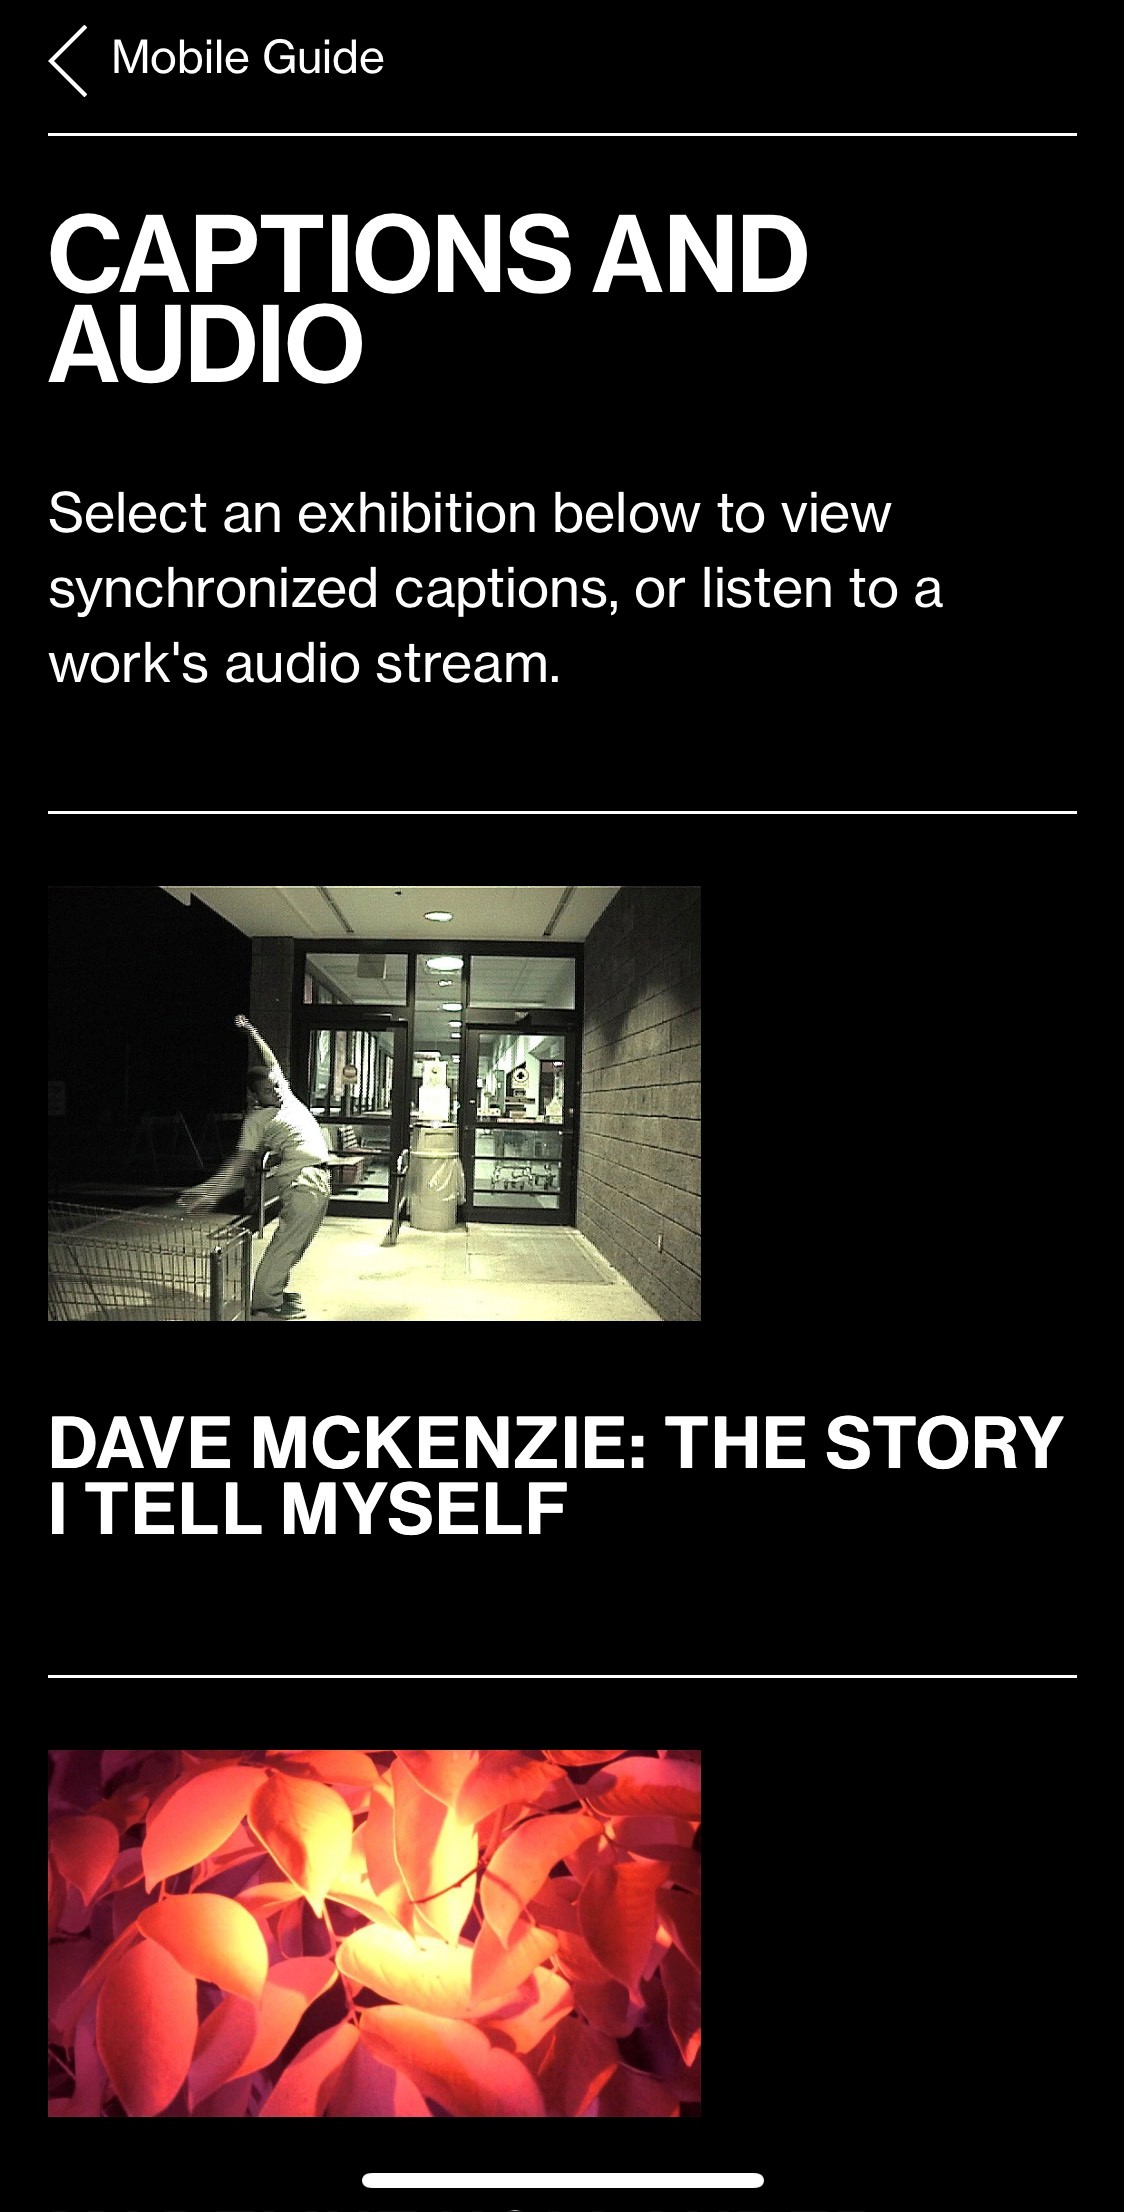 Mobile Guide
CAPTIONS AND
AUDIO
Select an exhibition below to view
synchronized captions, or listen to a
work's audio stream.
DAVE MCKENZIE: THE STORY
I TELL MYSELF